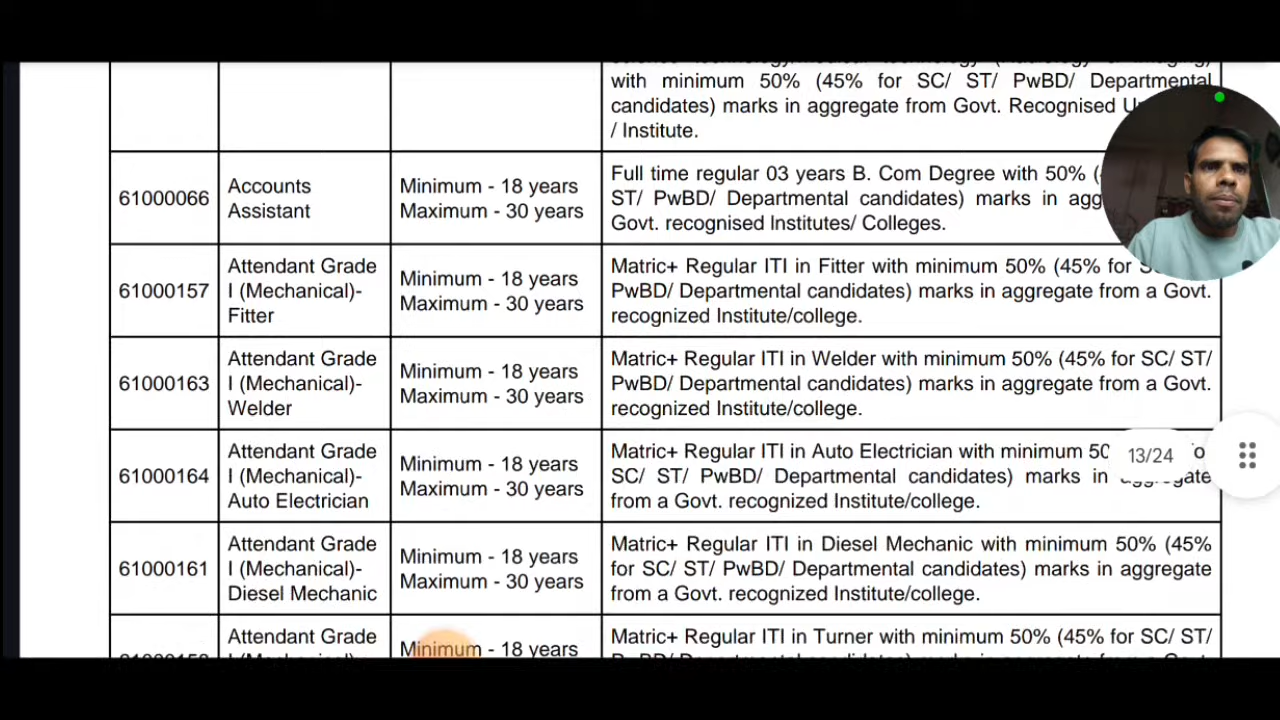 with minimum 50% (45% for SC/ ST/ PwBD/ Departmental
candidates) marks in aggregate from Govt. Recognised
/ Institute.
61000066
Accounts
Assistant
Minimum - 18 years
Maximum - 30 years
Full time regular 03 years B. Com Degree with 50%
ST/ PwBD/ Departmental candidates) marks in
Govt. recognised Institutes/ Colleges.
61000157
Attendant Grade
I (Mechanical)-
Fitter
Minimum - 18 years
Maximum - 30 years
Matric+ Regular ITI in Fitter with minimum 50% (45% for
PwBD/ Departmental candidates) marks in aggregate from a Govt.
recognized Institute/college.
61000163
Attendant Grade
I (Mechanical)-
Welder
Minimum - 18 years
Maximum - 30 years
Matric+ Regular ITI in Welder with minimum 50% (45% for SC/ ST/
PwBD/ Departmental candidates) marks in aggregate from a Govt.
recognized Institute/college.
61000164
Attendant Grade
I (Mechanical)-
Auto Electrician
Minimum - 18 years
Maximum - 30 years
Matric+ Regular ITI in Auto Electrician with minimum
SC/ ST/ PwBD/ Departmental candidates) marks in aggregate
from a Govt. recognized Institute/college.
13/24
61000161
Attendant Grade
I (Mechanical)-
Diesel Mechanic
Minimum - 18 years
Maximum - 30 years
Matric+ Regular ITI in Diesel Mechanic with minimum 50% (45%
for SC/ ST/ PwBD/ Departmental candidates) marks in aggregate
from a Govt. recognized Institute/college.
Attendant Grade
Minimum - 18 years
Matric+ Regular ITI in Turner with minimum 50% (45% for SC/ ST/